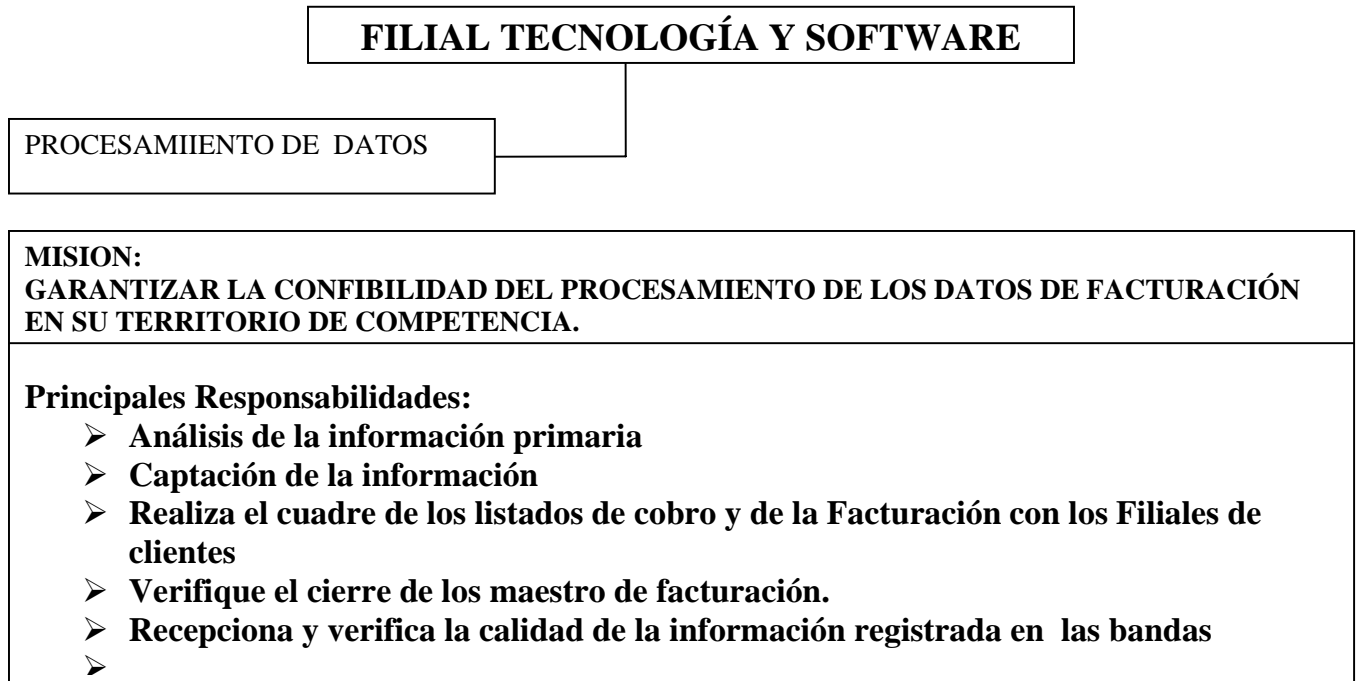 FILIAL TECNOLOGÍA Y SOFTWARE
PROCESAMIIENTO DE DATOS
MISION:
GARANTIZAR LA CONFIBILIDAD DEL PROCESAMIENTO DE LOS DATOS DE FACTURACIÓN
EN SU TERRITORIO DE COMPETENCIA.
Principales Responsabilidades:
➢ Análisis de la información primaria
➢ Captación de la información
➢ Realiza el cuadre de los listados de cobro y de la Facturación con los Filiales de
clientes
➢ Verifique el cierre de los maestro de facturación.
➢ Recepciona y verifica la calidad de la información registrada en las bandas
➢